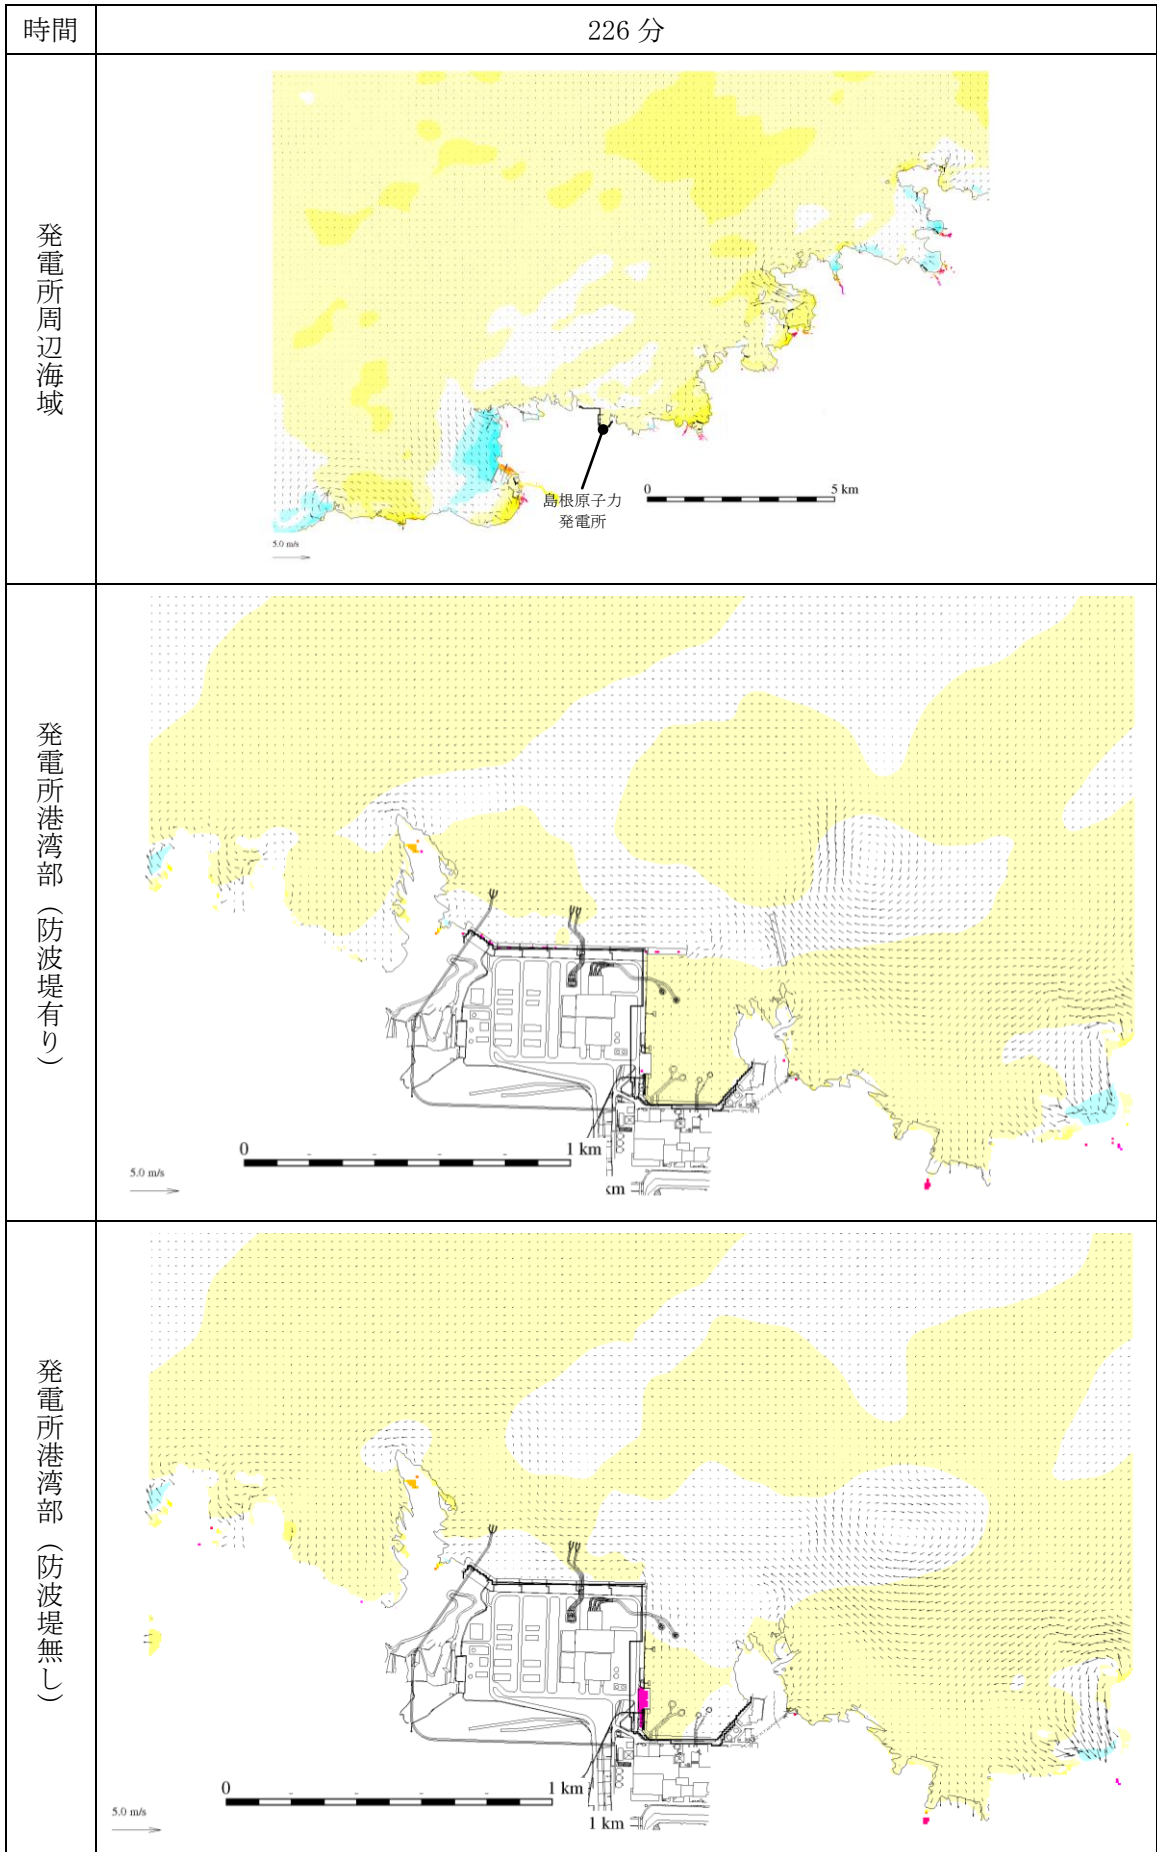 時間
226 分
発電所周辺海域
島根原子力
発電所
0
5 km
5.0 m/s
発電所港湾部（防波堤有り）
0
1 km
5.0 m/s
km
発電所港湾部（防波堤無し）
0
1 km
5.0 m/s
1 km